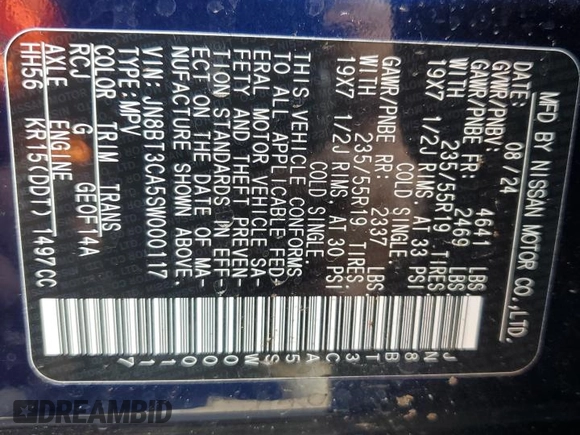 MFD BY NISSAN MOTOR CO.,LTD.
08/24
GVWR/PNBV: 4641 LBS.
GAWR/PNBE FR: 2469 LBS
WITH 235/55R19 TIRES
19X7 1/2J RIMS, AT 33 PSI
COLD SINGLE
GAWR/PNBE RR: 2337 LBS
WITH 235/55R19 TIRES
19X7 1/2J RIMS, AT 30 PSI
COLD SINGLE
THIS VEHICLE CONFORMS
TO ALL APPLICABLE FED-
ERAL MOTOR VEHICLE SA-
FETY AND THEFT PREVEN-
TION STANDARDS IN EFF-
ECT ON THE DATE OF MA-
NUFACTURE SHOWN ABOVE.
VIN: JN8BT3CA5SW000117
TYPE:MPV
COLOR TRIM TRANS
RCJ G GE0F14A
AXLE ENGINE
HH56 KR15(DDT) 1497CC
JN8BT3CA5SW000117
DREAMBID